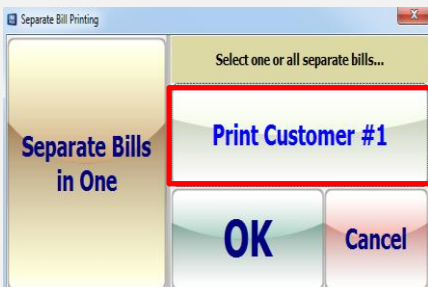 Separate Bill Printing
Select one or all separate bills...
Separate Bills
in One
Print Customer #1
OK
Cancel